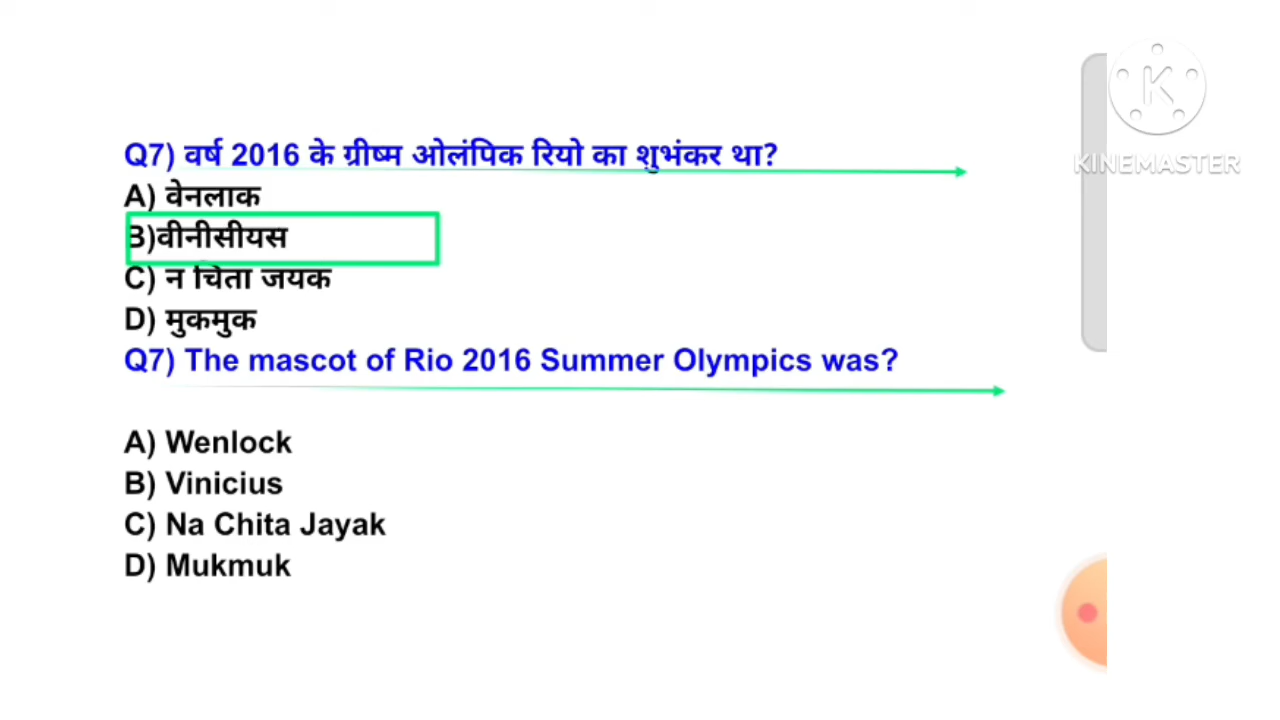 Q7) वर्ष 2016 के ग्रीष्म ओलंपिक रियो का शुभंकर था?
A) वेनलाक
B)वीनीसीयस
C) न चिता जयक
D) मुकमुक
Q7) The mascot of Rio 2016 Summer Olympics was?
A) Wenlock
B) Vinicius
C) Na Chita Jayak
D) Mukmuk
K
KINEMASTER